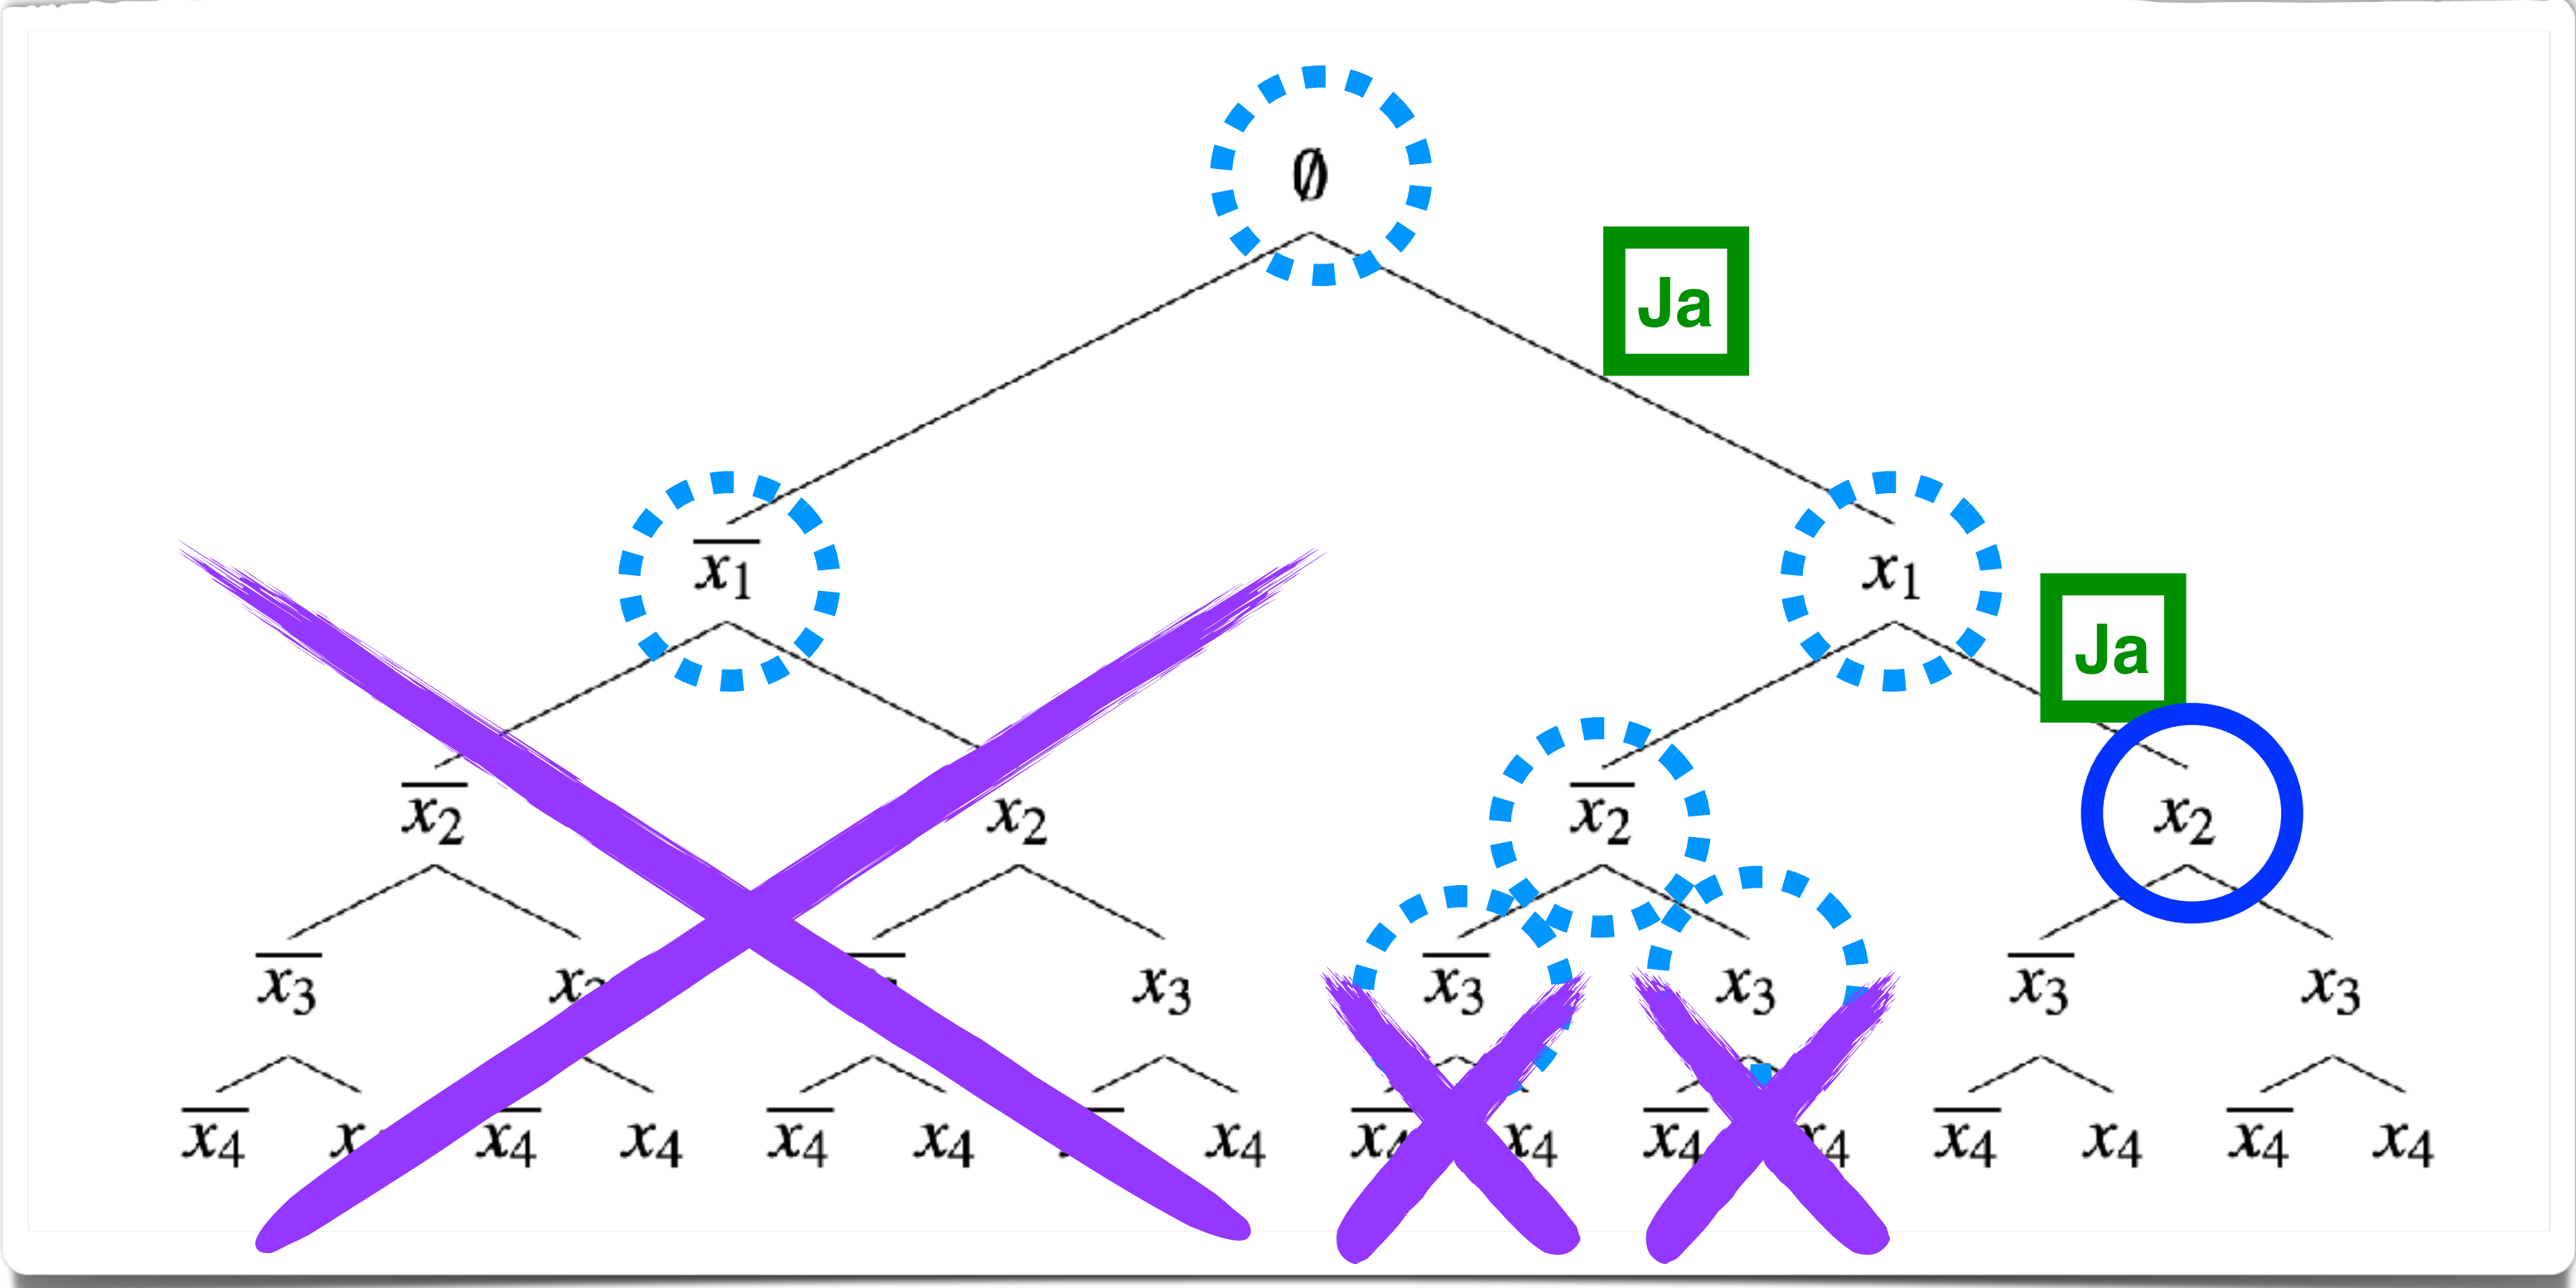 ∅
Ja
x̅₁ x₁
Ja
x̅₂ x₂ x̅₂ x₂
x̅₃ x₃ x̅₃ x₃ x̅₃ x₃
x̅₄ x̅₄ x₄ x̅₄ x₄ x₄ x̅₄ x₄ x̅₄ x₄ x̅₄ x₄ x̅₄ x₄